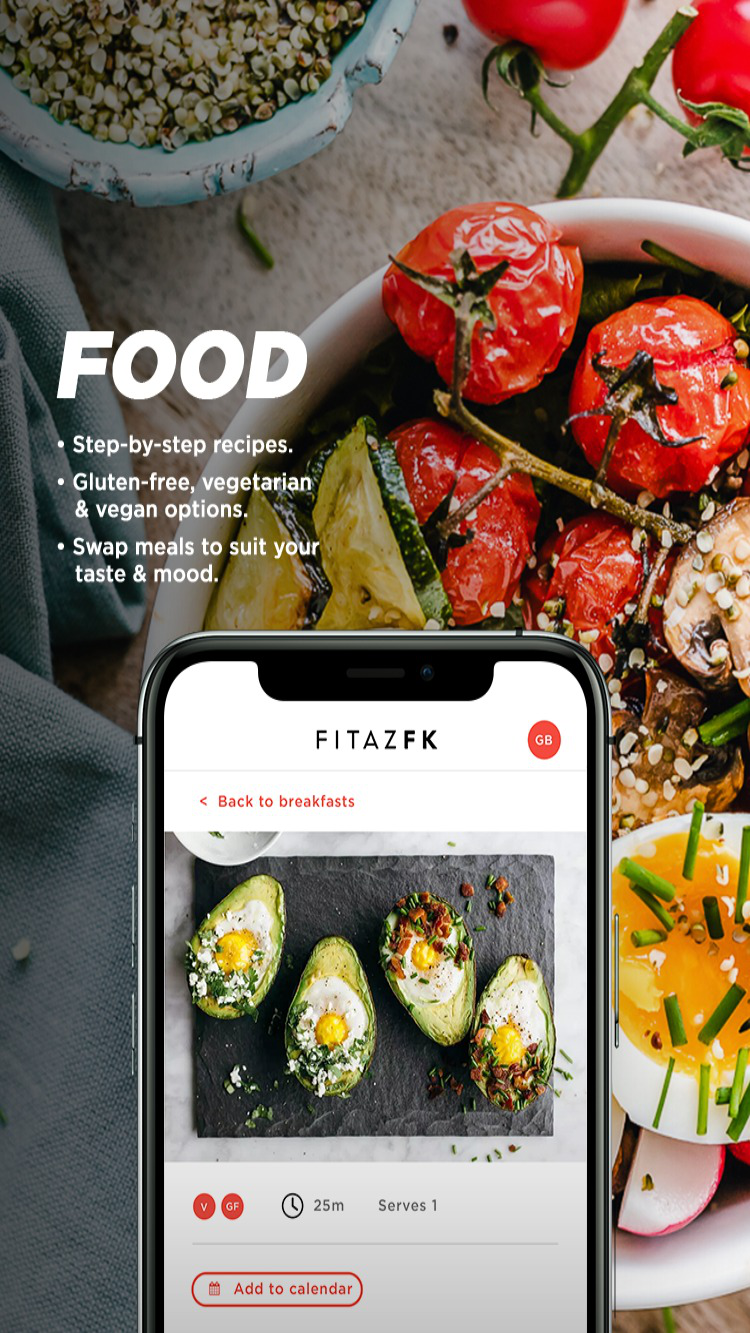 FOOD
• Step-by-step recipes.
• Gluten-free, vegetarian
& vegan options.
• Swap meals to suit your
taste & mood.
FITAZFK
GB
< Back to breakfasts
V GF 25m Serves 1
Add to calendar